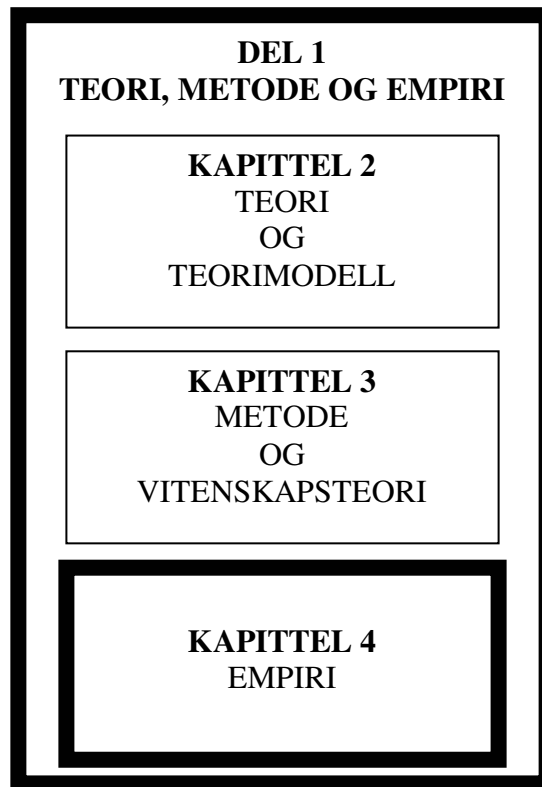 DEL 1
TEORI, METODE OG EMPIRI
KAPITTEL 2
TEORI
OG
TEORIMODELL
KAPITTEL 3
METODE
OG
VITENSKAPSTEORI
KAPITTEL 4
EMPIRI